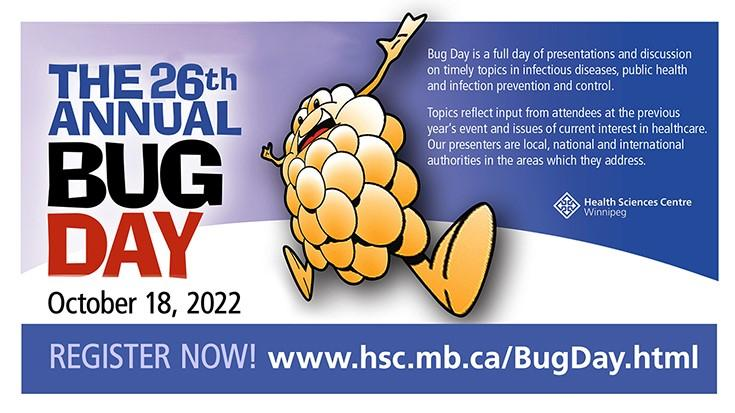 THE 26th
ANNUAL
BUG
DAY
October 18, 2022
Bug Day is a full day of presentations and discussion
on timely topics in infectious diseases, public health
and infection prevention and control.
Topics reflect input from attendees at the previous
year's event and issues of current interest in healthcare.
Our presenters are local, national and international
authorities in the areas which they address.
Health Sciences Centre
Winnipeg
REGISTER NOW! www.hsc.mb.ca/BugDay.html